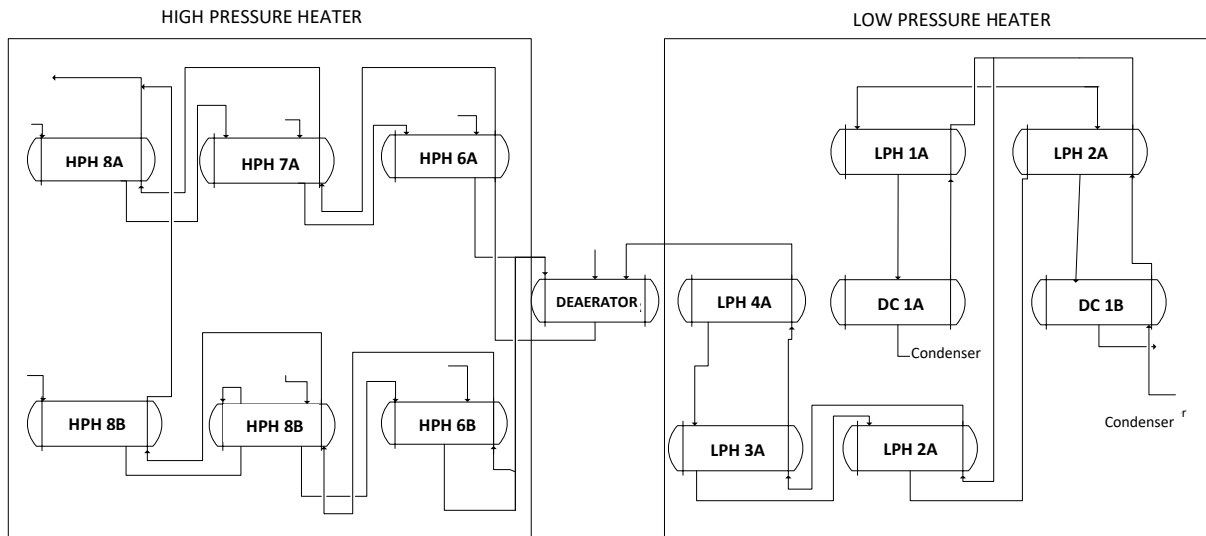 HIGH PRESSURE HEATER
LOW PRESSURE HEATER
HPH 8A
HPH 7A
HPH 6A
LPH 1A
LPH 2A
DEAERATOR
LPH 4A
DC 1A
DC 1B
Condenser
HPH 8B
HPH 8B
HPH 6B
LPH 3A
LPH 2A
Condenser
r